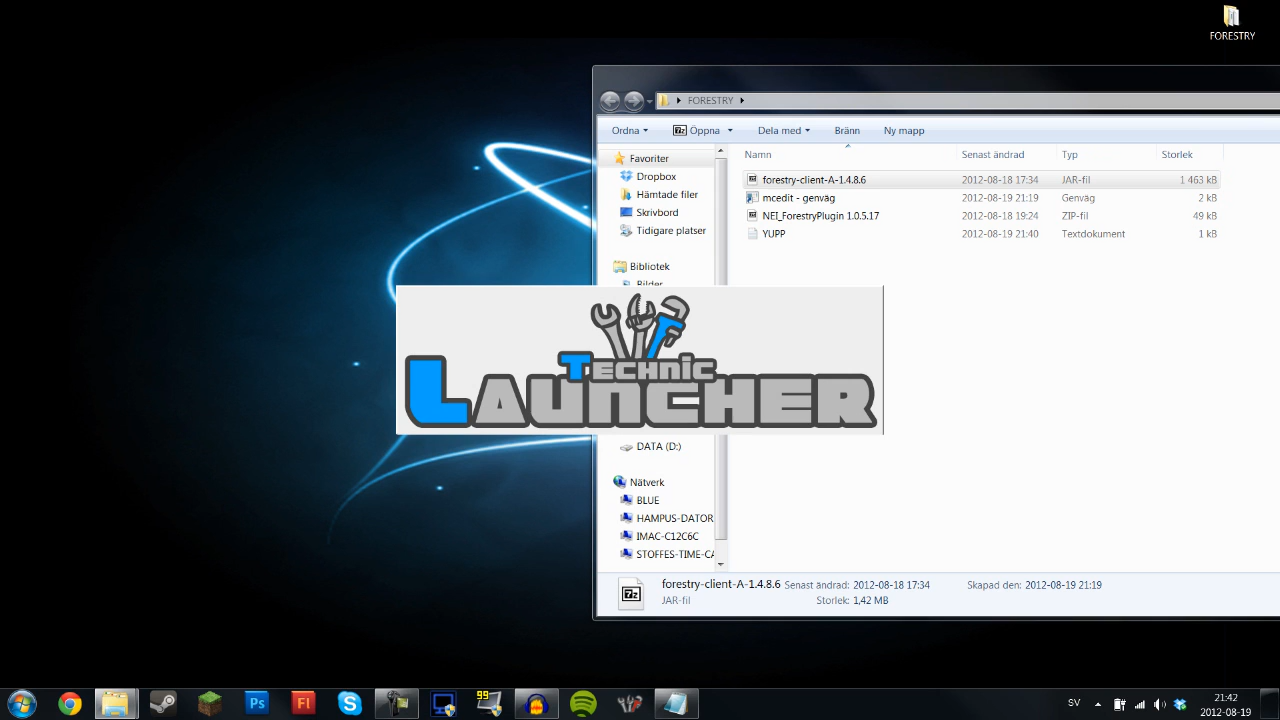 FORESTRY
FORESTRY
Ordna
Öppna
Dela med
Bränn
Ny mapp
Namn
Senast ändrad
Typ
Storlek
Favoriter
Dropbox
Hämtade filer
Skrivbord
Tidigare platser
Bibliotek
Bilder
forestry-client-A-1.4.8.6 2012-08-18 17:34 JAR-fil 1 463 kB
mcedit - genväg 2012-08-19 21:19 Genväg 2 kB
NEI_ForestryPlugin 1.0.5.17 2012-08-18 19:24 ZIP-fil 49 kB
YUPP 2012-08-19 21:40 Textdokument 1 kB
TECHNIC
LAUNCHER
DATA (D:)
Nätverk
BLUE
HAMPUS-DATOR
IMAC-C12C6C
STOFFES-TIME-CA
7z
forestry-client-A-1.4.8.6 Senast ändrad: 2012-08-18 17:34 Skapad den: 2012-08-19 21:19
JAR-fil Storlek: 1,42 MB
Ps
Fl
99
SV
21:42
2012-08-19